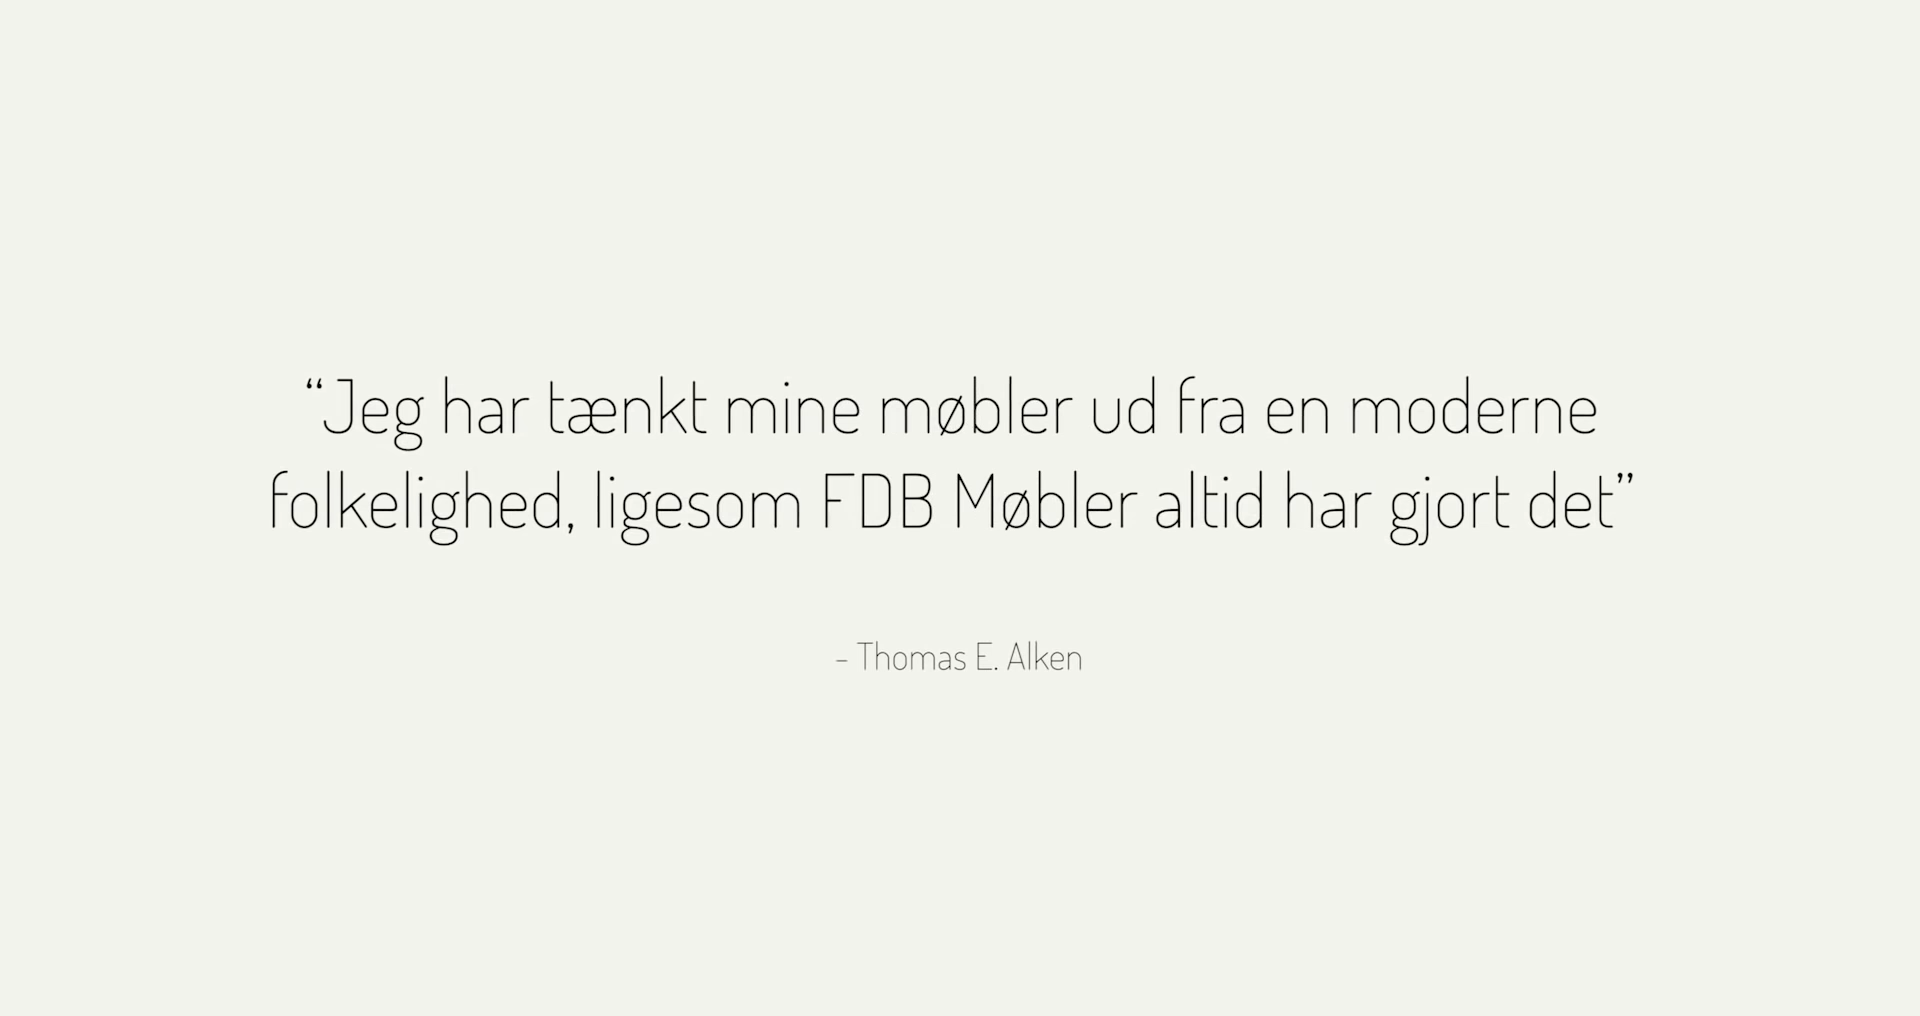 “Jeg har tænkt mine møbler ud fra en moderne
folkelighed, ligesom FDB Møbler altid har gjort det”
– Thomas E. Alken